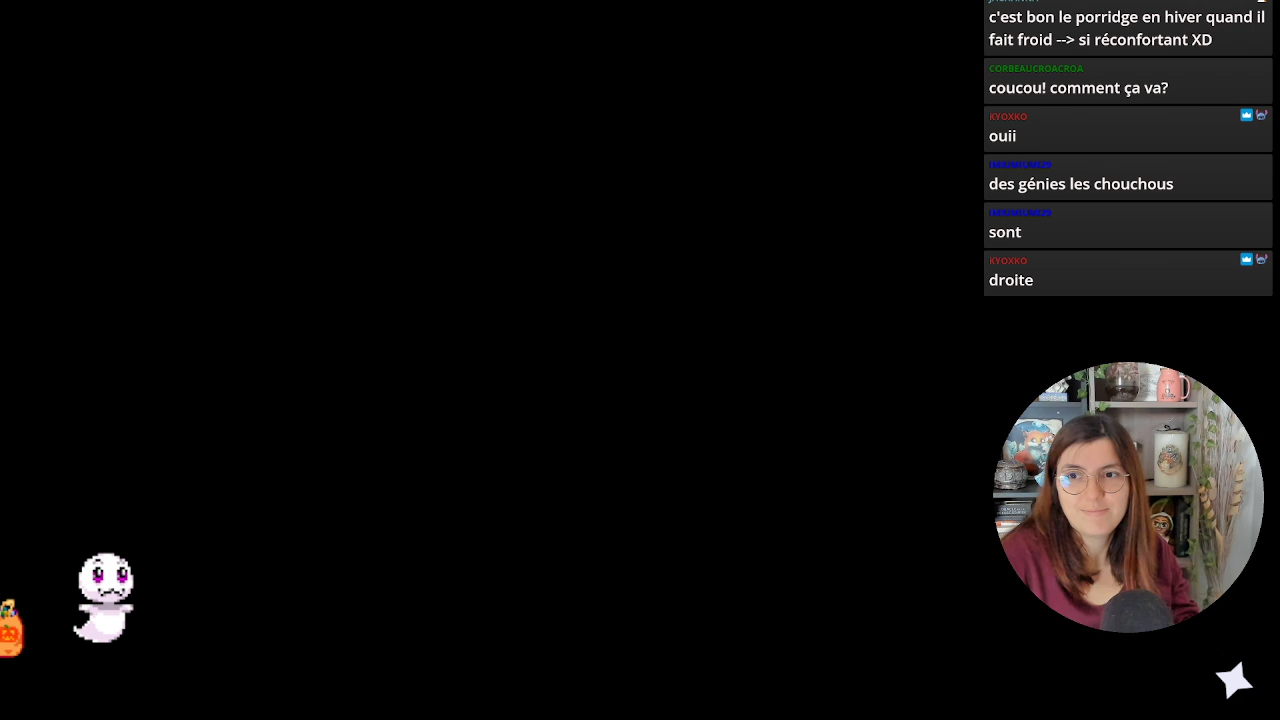 c'est bon le porridge en hiver quand il
fait froid --> si réconfortant XD
CORBEAUCROACROA
coucou! comment ça va?
KYOXKO
ouii
des génies les chouchous
sont
KYOXKO
droite